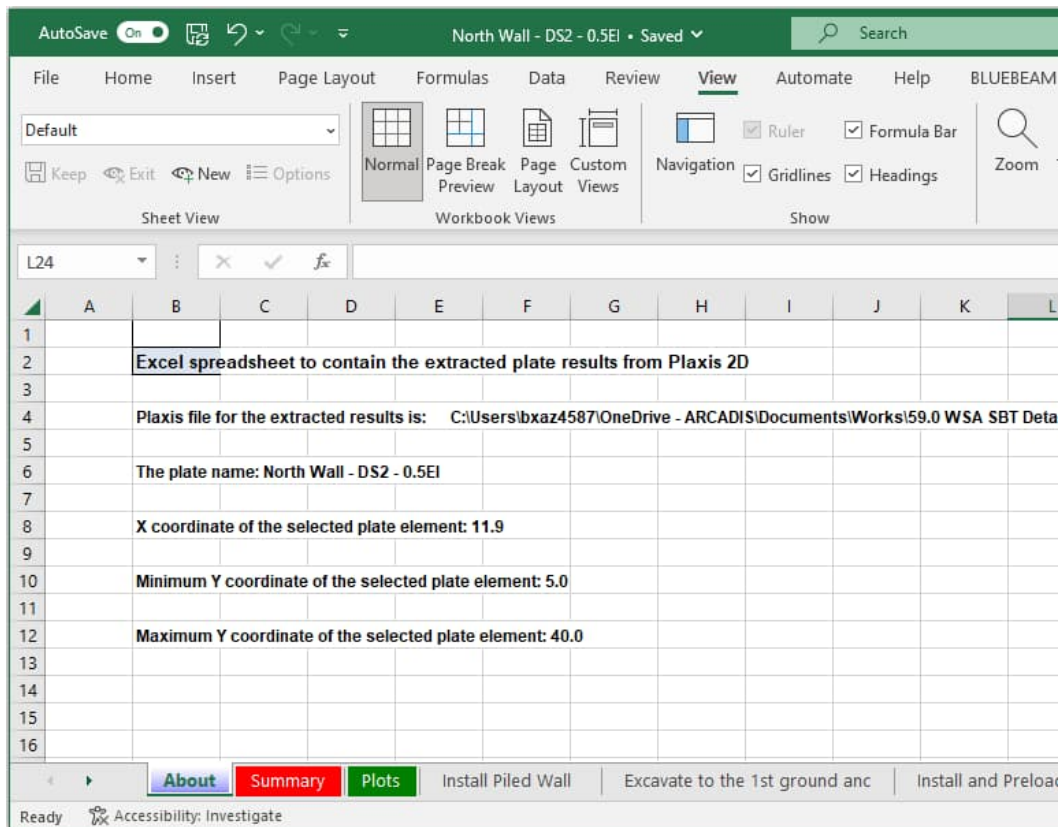 AutoSave On North Wall - DS2 - 0.5EI • Saved Search
File Home Insert Page Layout Formulas Data Review View Automate Help BLUEBEAM
Default
Keep Exit New Options
Normal Page Break Preview Page Layout Custom Views
Navigation Ruler Formula Bar Gridlines Headings
Zoom
Sheet View Workbook Views Show
L24 fx
A B C D E F G H I J K L
1
2 Excel spreadsheet to contain the extracted plate results from Plaxis 2D
3
4 Plaxis file for the extracted results is: C:\Users\bxaz4587\OneDrive - ARCADIS\Documents\Works\59.0 WSA SBT Deta
5
6 The plate name: North Wall - DS2 - 0.5EI
7
8 X coordinate of the selected plate element: 11.9
9
10 Minimum Y coordinate of the selected plate element: 5.0
11
12 Maximum Y coordinate of the selected plate element: 40.0
13
14
15
16
About Summary Plots Install Piled Wall Excavate to the 1st ground anc Install and Preload
Ready Accessibility: Investigate